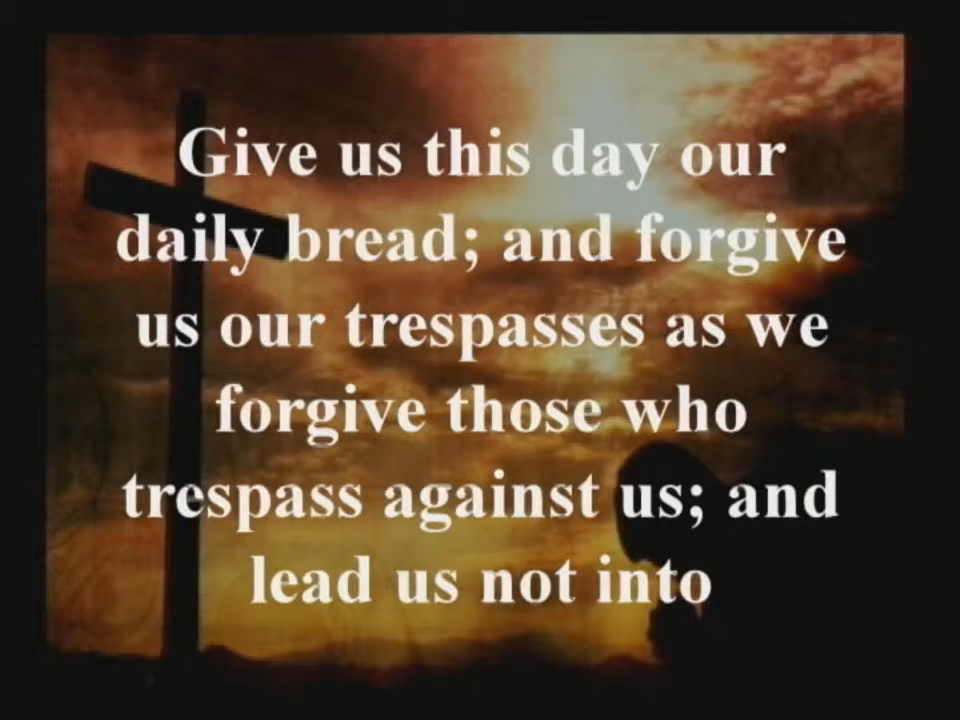 Give us this day our
daily bread; and forgive
us our trespasses as we
forgive those who
trespass against us; and
lead us not into